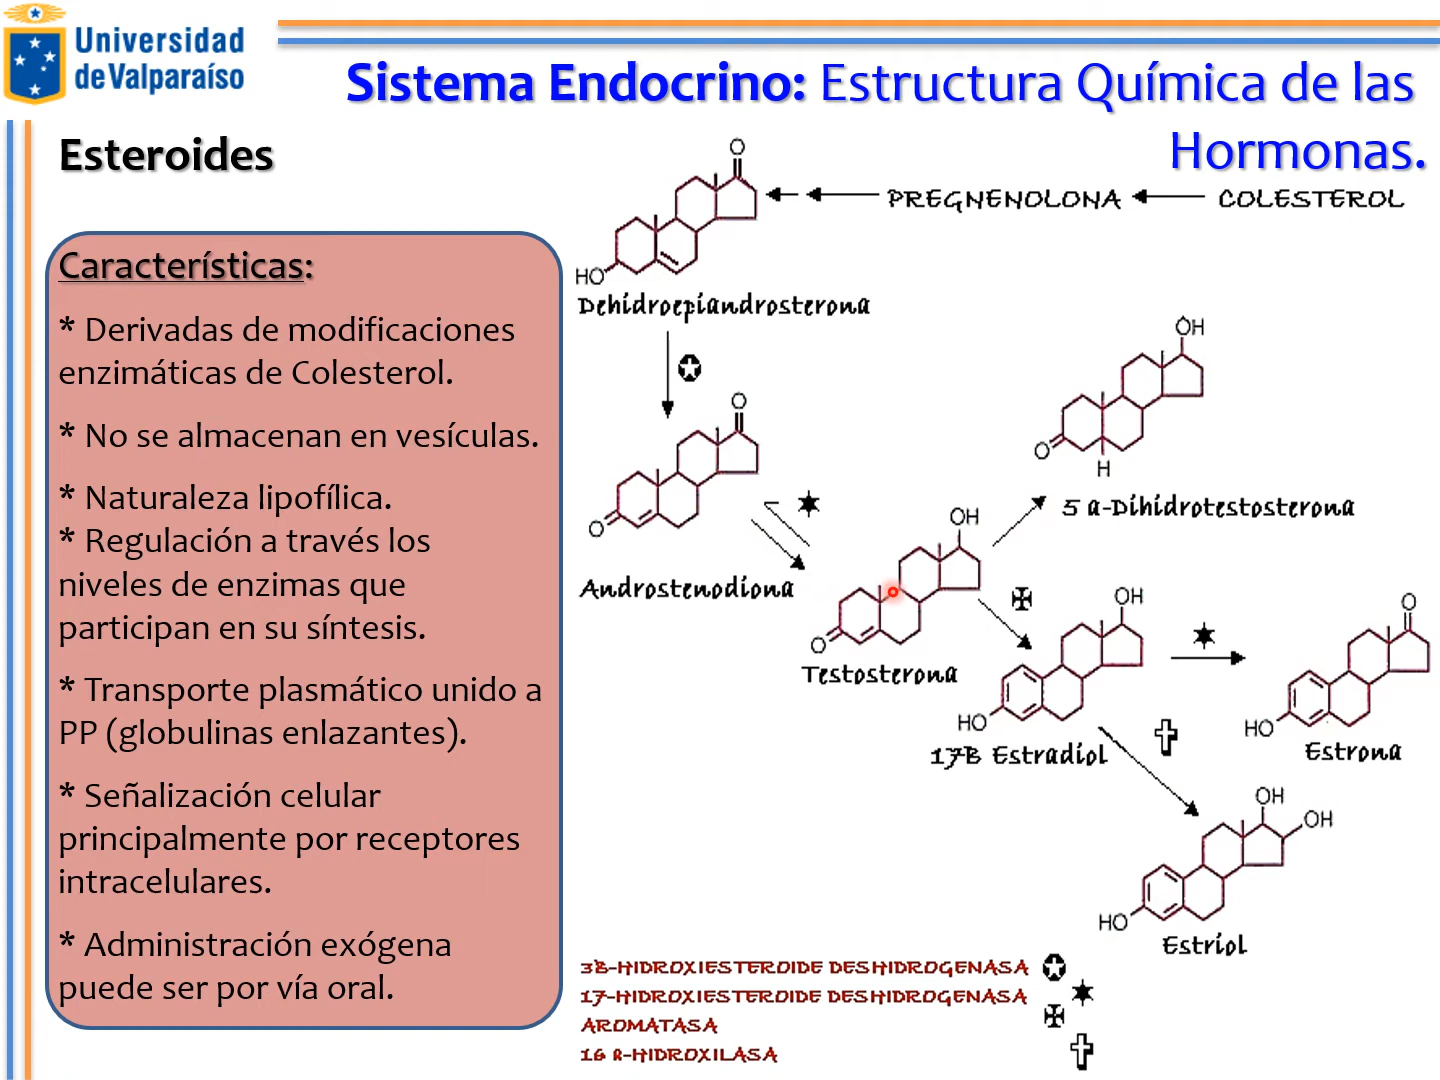 Universidad
de Valparaíso
Sistema Endocrino: Estructura Química de las
Hormonas.
Esteroides
Características:
* Derivadas de modificaciones
enzimáticas de Colesterol.
* No se almacenan en vesículas.
* Naturaleza lipofílica.
* Regulación a través los
niveles de enzimas que
participan en su síntesis.
* Transporte plasmático unido a
PP (globulinas enlazantes).
* Señalización celular
principalmente por receptores
intracelulares.
* Administración exógena
puede ser por vía oral.
O
PREGNENOLONA
COLESTEROL
HO
Dehidroepiandrosterona
OH
O
H
5 a-Dihidrotestosterona
O
O
Androstenodiona
OH
O
Testosterona
OH
HO
17B Estradiol
O
HO
Estrona
OH
OH
HO
Estriol
3B-HIDROXIESTEROIDE DESHIDROGENASA
17-HIDROXIESTEROIDE DESHIDROGENASA
AROMATASA
16 a-HIDROXILASA